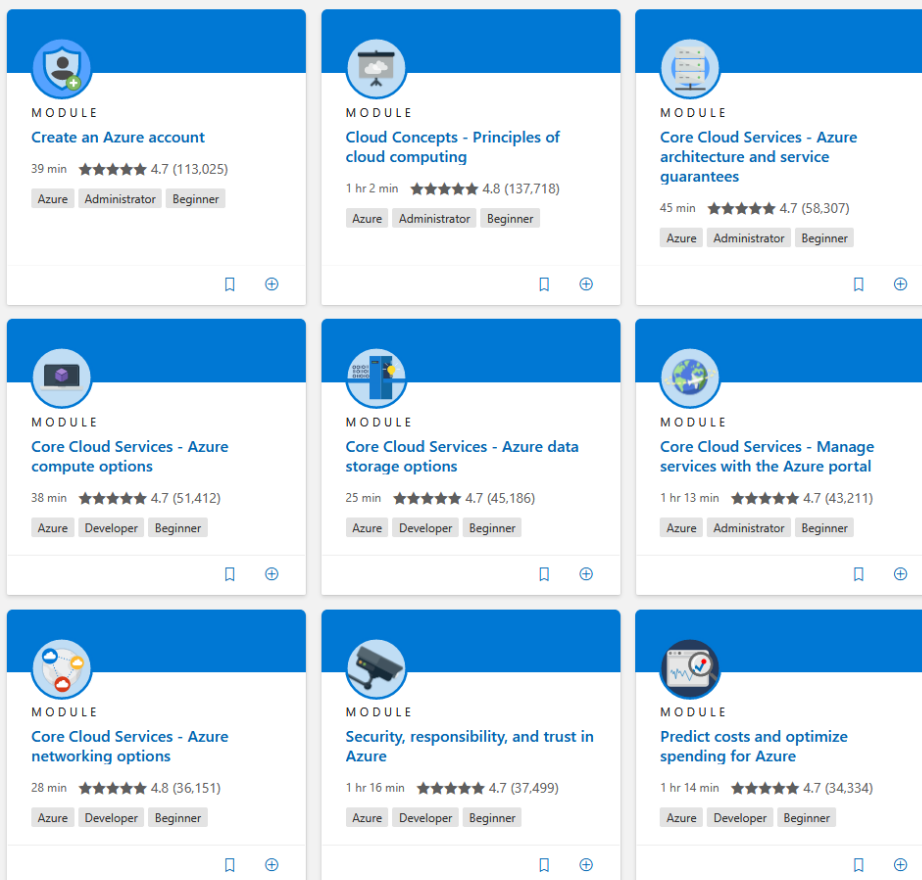 MODULE
Create an Azure account
39 min ★★★★★ 4.7 (113,025)
Azure Administrator Beginner
MODULE
Cloud Concepts - Principles of
cloud computing
1 hr 2 min ★★★★★ 4.8 (137,718)
Azure Administrator Beginner
MODULE
Core Cloud Services - Azure
architecture and service
guarantees
45 min ★★★★★ 4.7 (58,307)
Azure Administrator Beginner
MODULE
Core Cloud Services - Azure
compute options
38 min ★★★★★ 4.7 (51,412)
Azure Developer Beginner
MODULE
Core Cloud Services - Azure data
storage options
25 min ★★★★★ 4.7 (45,186)
Azure Developer Beginner
MODULE
Core Cloud Services - Manage
services with the Azure portal
1 hr 13 min ★★★★★ 4.7 (43,211)
Azure Administrator Beginner
MODULE
Core Cloud Services - Azure
networking options
28 min ★★★★★ 4.8 (36,151)
Azure Developer Beginner
MODULE
Security, responsibility, and trust in
Azure
1 hr 16 min ★★★★★ 4.7 (37,499)
Azure Developer Beginner
MODULE
Predict costs and optimize
spending for Azure
1 hr 14 min ★★★★★ 4.7 (34,334)
Azure Developer Beginner